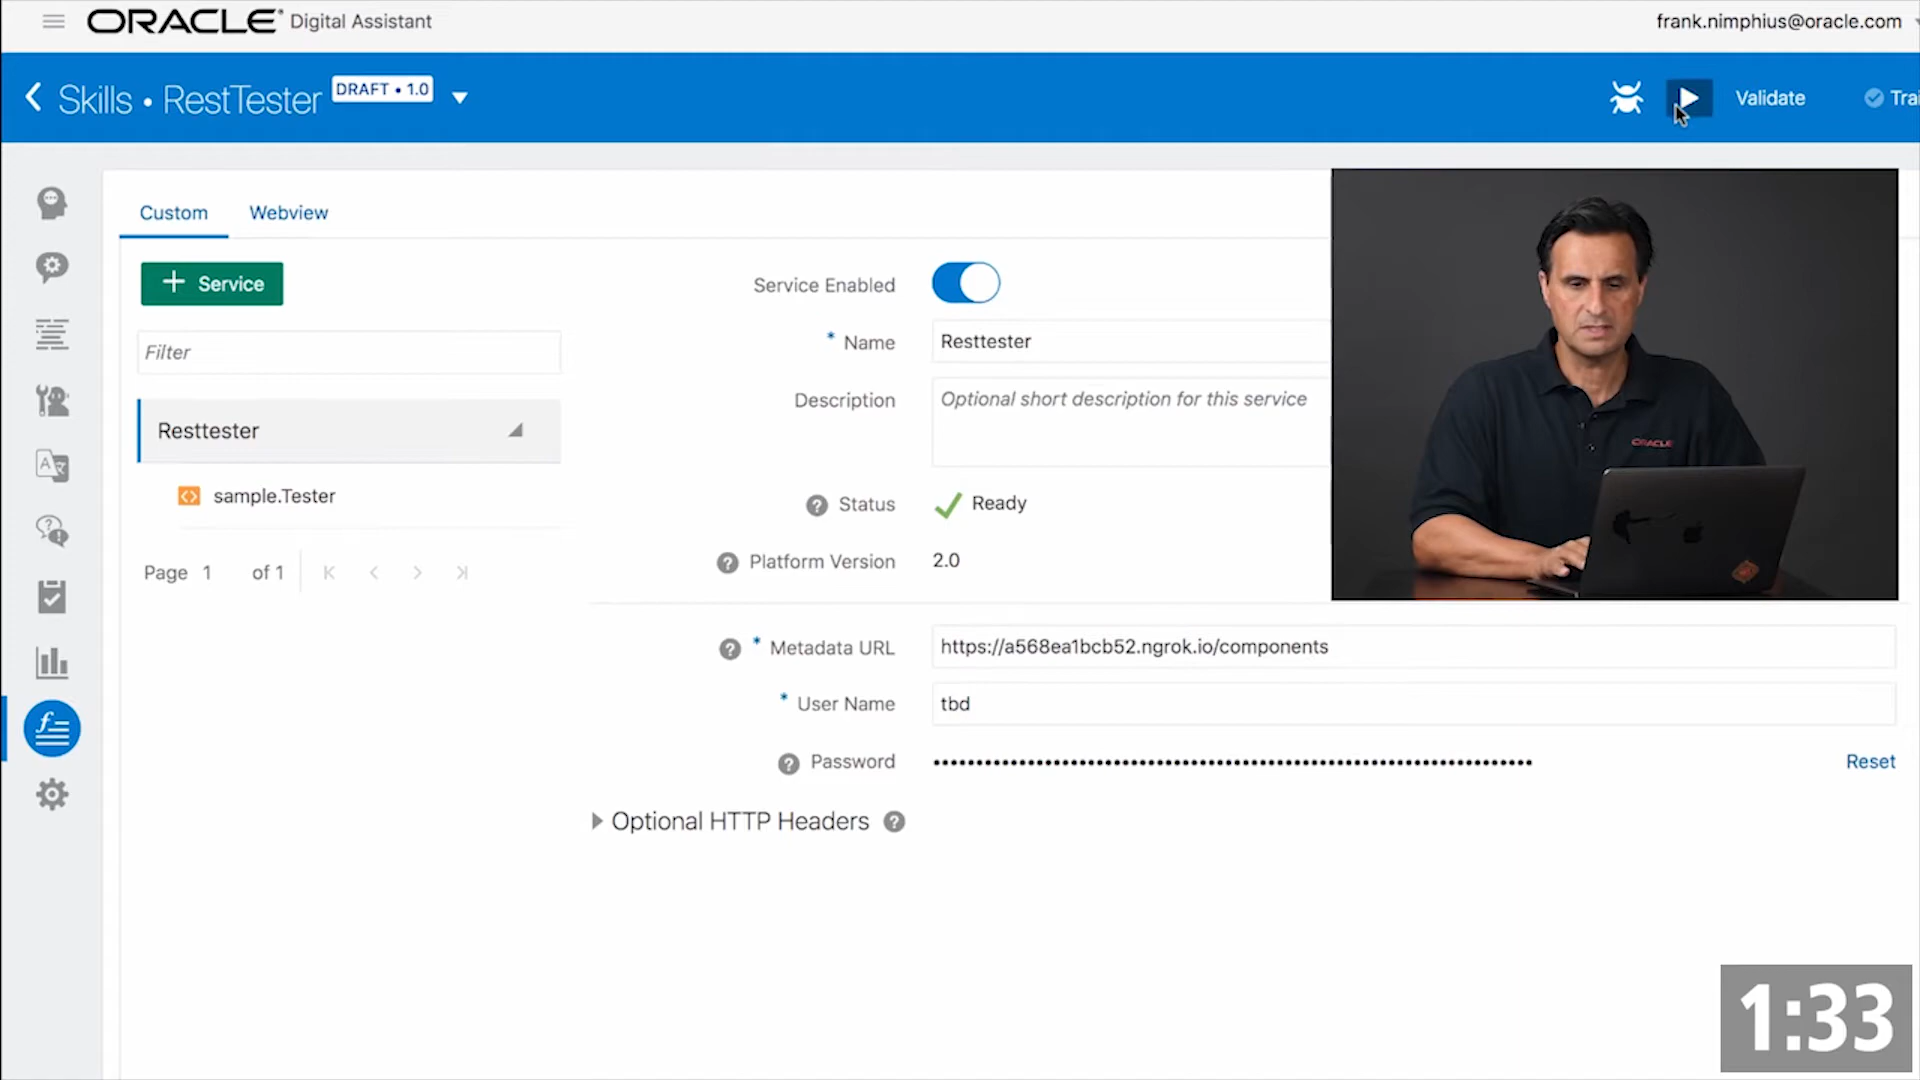 ORACLE Digital Assistant
frank.nimphius@oracle.com
Skills • RestTester DRAFT • 1.0
Validate
Trai
Custom Webview
+ Service
Filter
Resttester
sample.Tester
Page 1 of 1
Service Enabled
* Name Resttester
Description Optional short description for this service
? Status Ready
? Platform Version 2.0
? * Metadata URL https://a568ea1bcb52.ngrok.io/components
* User Name tbd
? Password Reset
Optional HTTP Headers ?
ORACLE
1:33